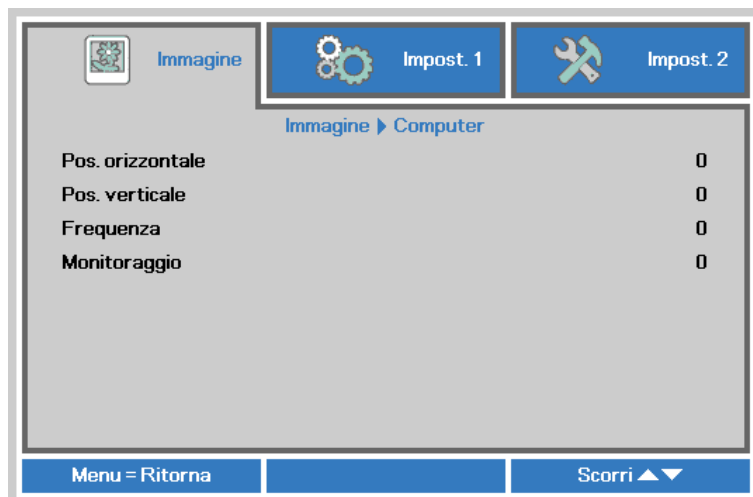 Immagine
Impost. 1
Impost. 2
Immagine ▶ Computer
Pos. orizzontale 0
Pos. verticale 0
Frequenza 0
Monitoraggio 0
Menu = Ritorna
Scorri ▲▼